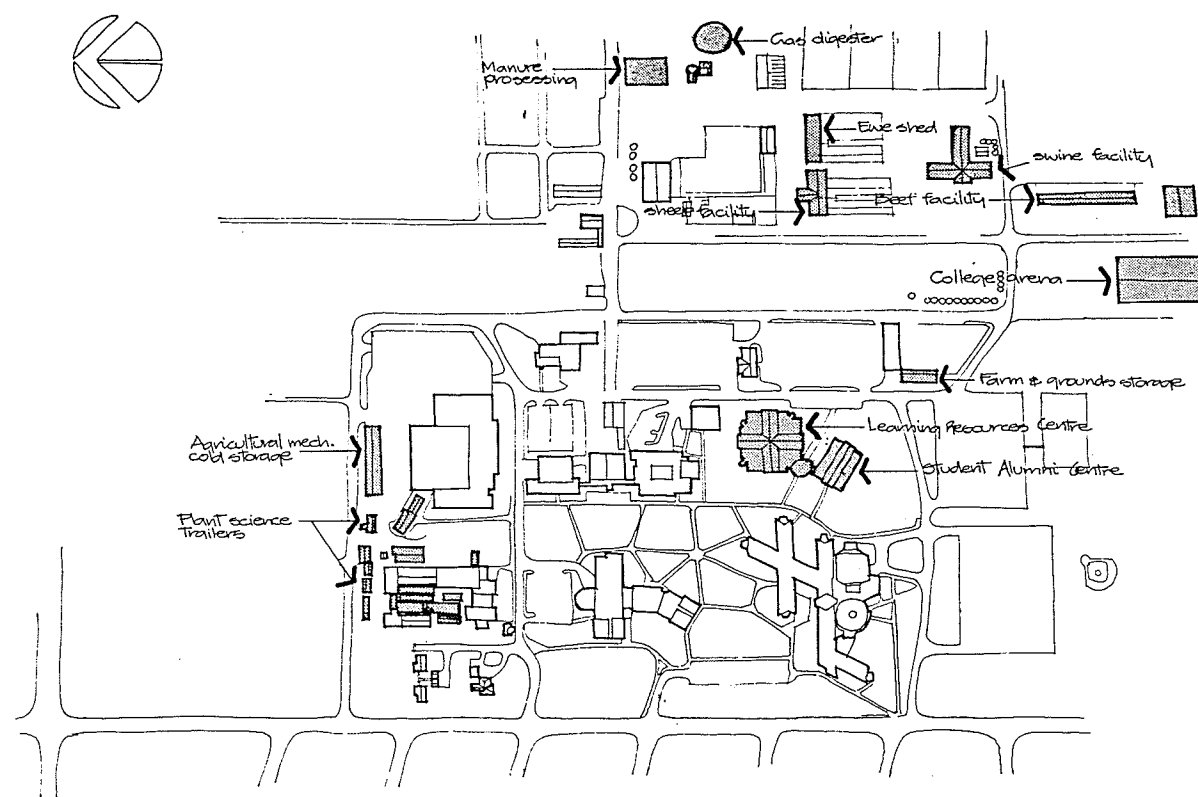 Gas digester
Manure
processing
Ewe shed
swine facility
Beef facility
sheep facility
College arena
Farm & grounds storage
Learning Resources Centre
Agricultural mech.
cold storage
Student Alumni Centre
Plant science
Trailers